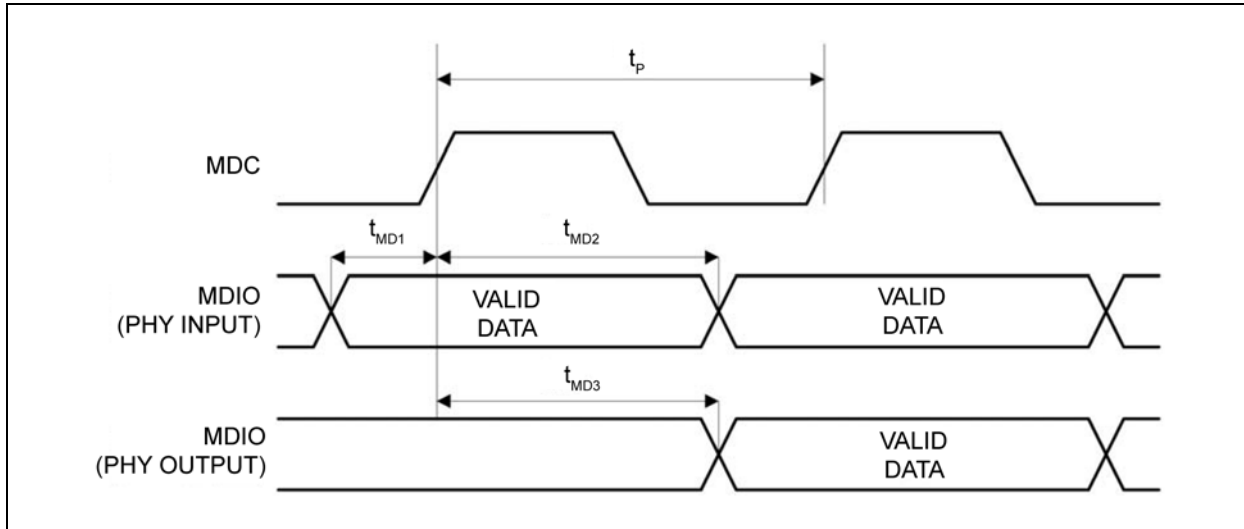 tP
MDC
tMD1
tMD2
MDIO
(PHY INPUT)
VALID
DATA
VALID
DATA
tMD3
MDIO
(PHY OUTPUT)
VALID
DATA